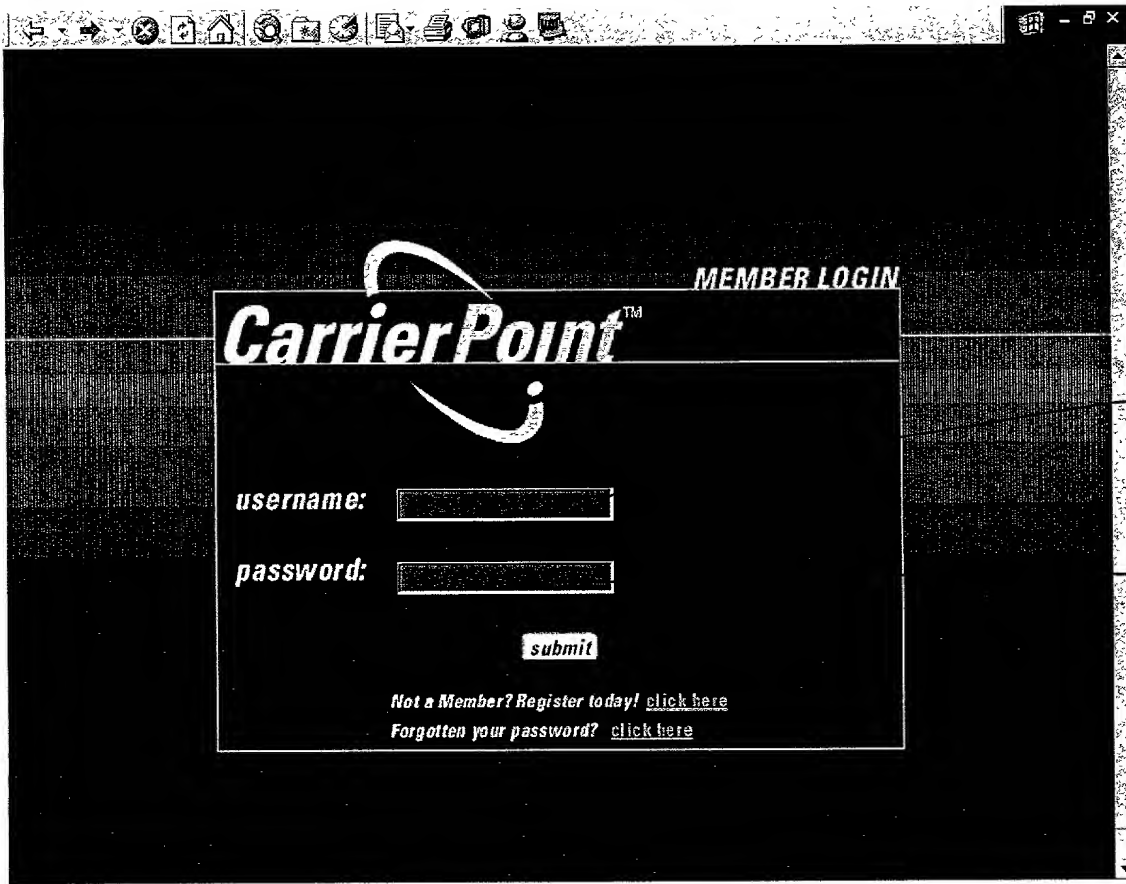 MEMBER LOGIN
CarrierPoint™
username:
password:
submit
Not a Member? Register today! click here
Forgotten your password? click here